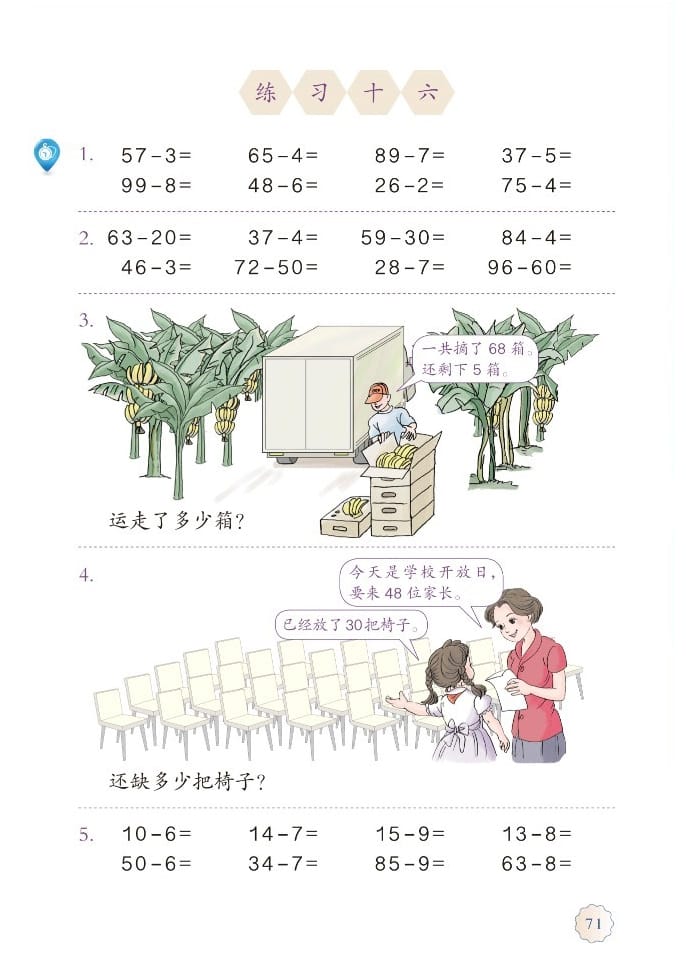 练习十六
1. 57-3= 65-4= 89-7= 37-5=
99-8= 48-6= 26-2= 75-4=
2. 63-20= 37-4= 59-30= 84-4=
46-3= 72-50= 28-7= 96-60=
3.
一共摘了 68 箱。
还剩下 5 箱。
运走了多少箱?
4.
今天是学校开放日,
要来 48 位家长。
已经放了 30 把椅子。
还缺多少把椅子?
5. 10-6= 14-7= 15-9= 13-8=
50-6= 34-7= 85-9= 63-8=
71